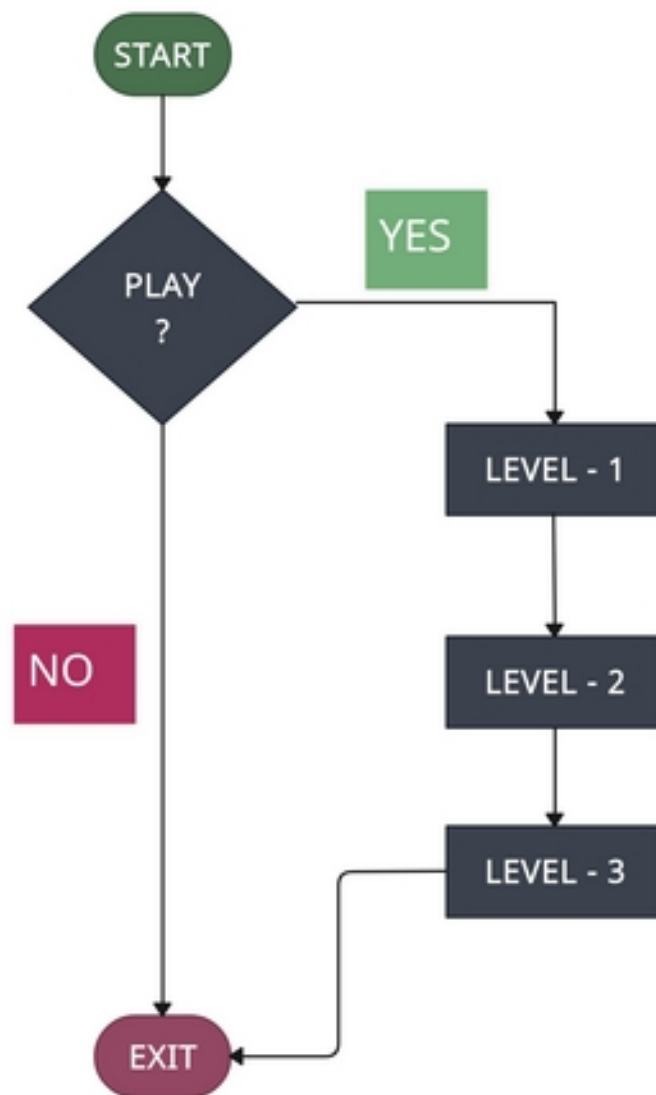 START
PLAY
?
YES
LEVEL - 1
NO
LEVEL - 2
LEVEL - 3
EXIT